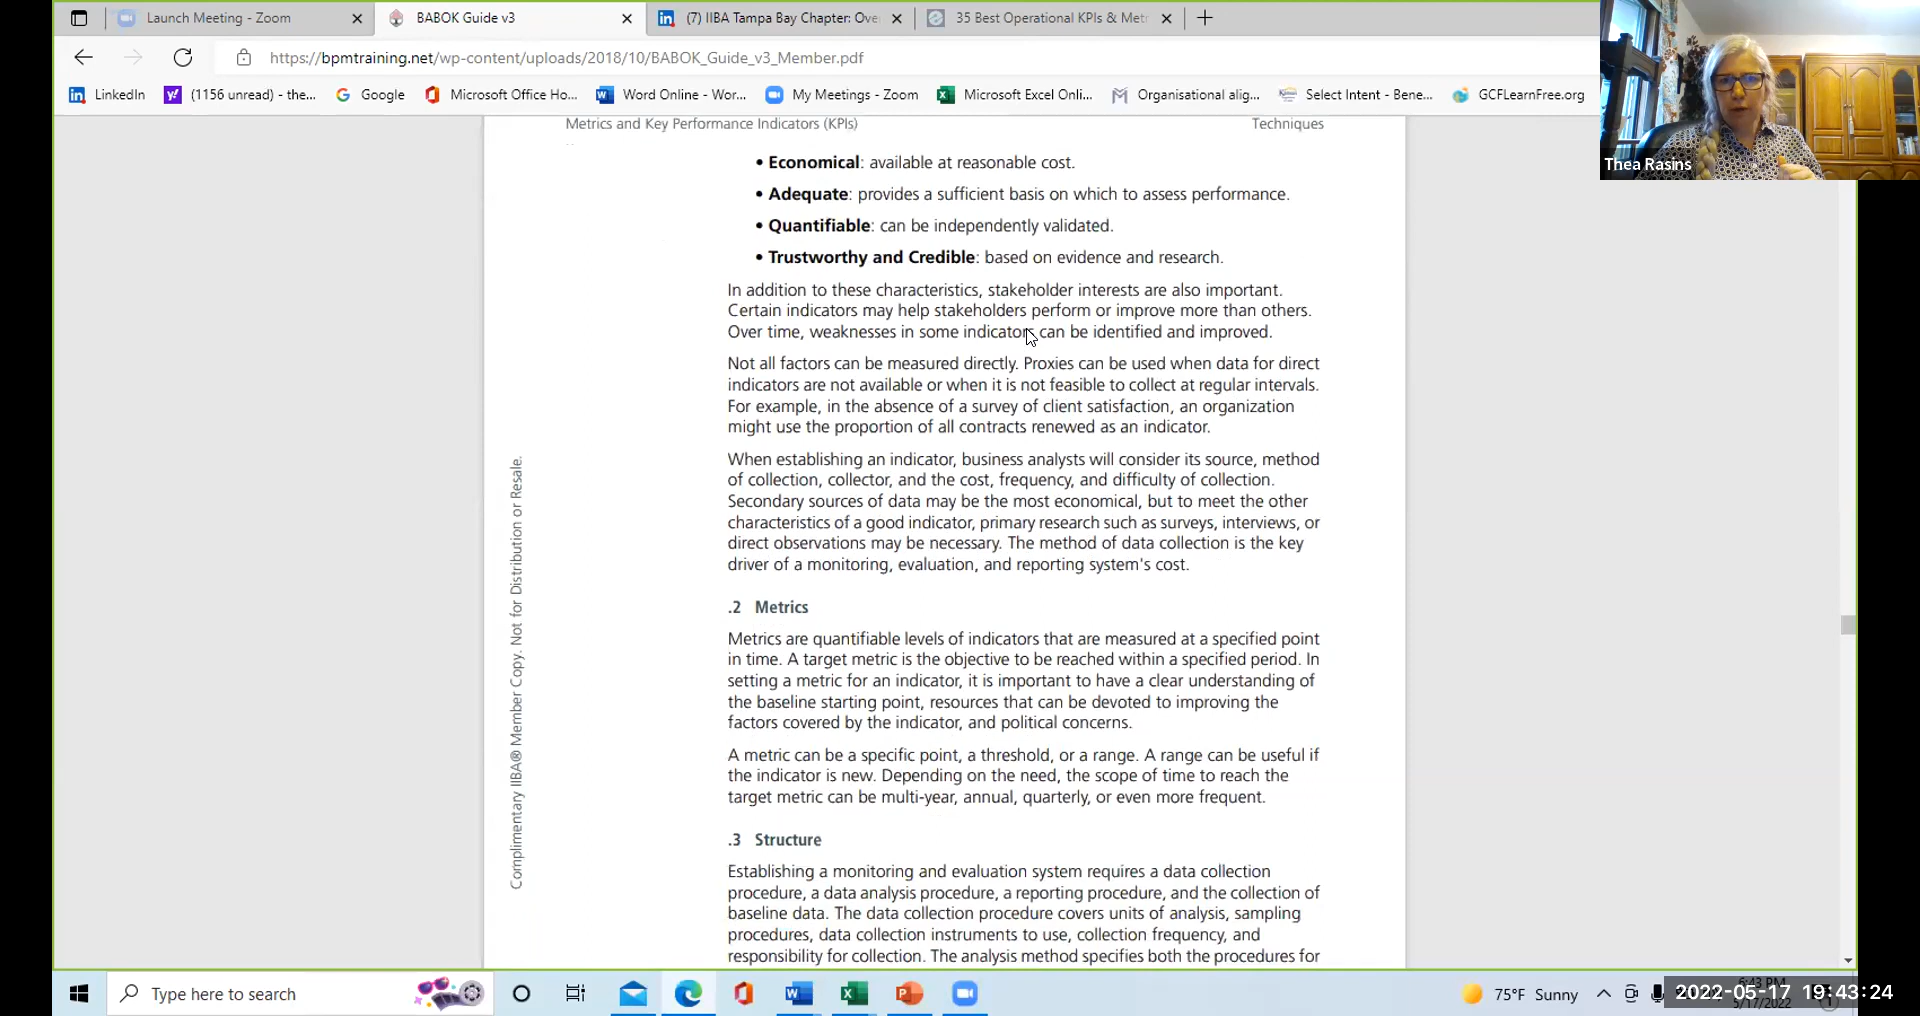 Launch Meeting - Zoom
BABOK Guide v3
(7) IIBA Tampa Bay Chapter: Ove
35 Best Operational KPIs & Met
https://bpmtraining.net/wp-content/uploads/2018/10/BABOK_Guide_v3_Member.pdf
LinkedIn
(1156 unread) - the...
Google
Microsoft Office Ho...
Word Online - Wor...
My Meetings - Zoom
Microsoft Excel Onli...
Organisational alig...
Select Intent - Bene...
GCFLearnFree.org
Thea Rasins
Metrics and Key Performance Indicators (KPIs)
Techniques
• Economical: available at reasonable cost.
• Adequate: provides a sufficient basis on which to assess performance.
• Quantifiable: can be independently validated.
• Trustworthy and Credible: based on evidence and research.
In addition to these characteristics, stakeholder interests are also important.
Certain indicators may help stakeholders perform or improve more than others.
Over time, weaknesses in some indicators can be identified and improved.
Not all factors can be measured directly. Proxies can be used when data for direct
indicators are not available or when it is not feasible to collect at regular intervals.
For example, in the absence of a survey of client satisfaction, an organization
might use the proportion of all contracts renewed as an indicator.
When establishing an indicator, business analysts will consider its source, method
of collection, collector, and the cost, frequency, and difficulty of collection.
Secondary sources of data may be the most economical, but to meet the other
characteristics of a good indicator, primary research such as surveys, interviews, or
direct observations may be necessary. The method of data collection is the key
driver of a monitoring, evaluation, and reporting system's cost.
.2 Metrics
Metrics are quantifiable levels of indicators that are measured at a specified point
in time. A target metric is the objective to be reached within a specified period. In
setting a metric for an indicator, it is important to have a clear understanding of
the baseline starting point, resources that can be devoted to improving the
factors covered by the indicator, and political concerns.
A metric can be a specific point, a threshold, or a range. A range can be useful if
the indicator is new. Depending on the need, the scope of time to reach the
target metric can be multi-year, annual, quarterly, or even more frequent.
.3 Structure
Establishing a monitoring and evaluation system requires a data collection
procedure, a data analysis procedure, a reporting procedure, and the collection of
baseline data. The data collection procedure covers units of analysis, sampling
procedures, data collection instruments to use, collection frequency, and
responsibility for collection. The analysis method specifies both the procedures for
Complimentary IIBA® Member Copy. Not for Distribution or Resale.
Type here to search
75°F Sunny
2022-05-17 19:43:24